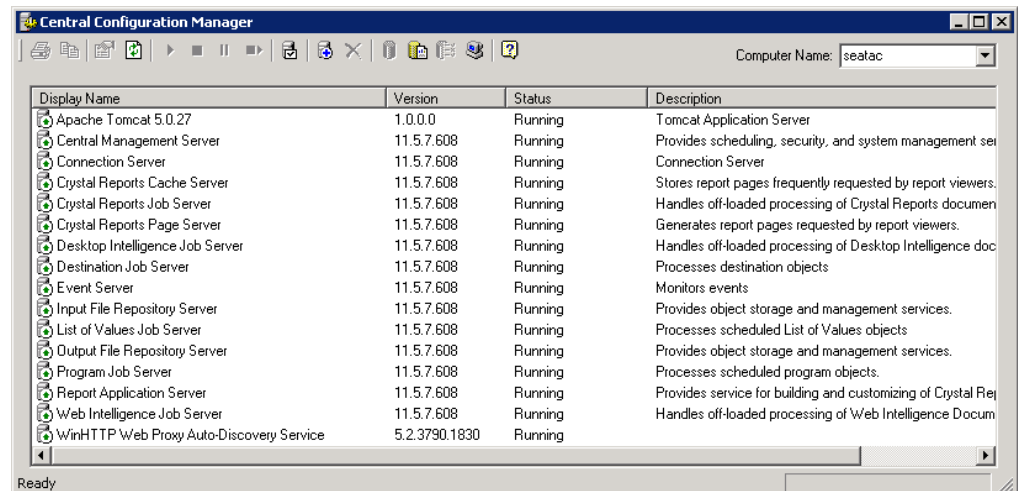 Central Configuration Manager
Computer Name: seatac
Display Name Version Status Description
Apache Tomcat 5.0.27 1.0.0.0 Running Tomcat Application Server
Central Management Server 11.5.7.608 Running Provides scheduling, security, and system management ser
Connection Server 11.5.7.608 Running Connection Server
Crystal Reports Cache Server 11.5.7.608 Running Stores report pages frequently requested by report viewers.
Crystal Reports Job Server 11.5.7.608 Running Handles off-loaded processing of Crystal Reports documen
Crystal Reports Page Server 11.5.7.608 Running Generates report pages requested by report viewers.
Desktop Intelligence Job Server 11.5.7.608 Running Handles off-loaded processing of Desktop Intelligence doc
Destination Job Server 11.5.7.608 Running Processes destination objects
Event Server 11.5.7.608 Running Monitors events
Input File Repository Server 11.5.7.608 Running Provides object storage and management services.
List of Values Job Server 11.5.7.608 Running Processes scheduled List of Values objects
Output File Repository Server 11.5.7.608 Running Provides object storage and management services.
Program Job Server 11.5.7.608 Running Processes scheduled program objects.
Report Application Server 11.5.7.608 Running Provides service for building and customizing of Crystal Rep
Web Intelligence Job Server 11.5.7.608 Running Handles off-loaded processing of Web Intelligence Docum
WinHTTP Web Proxy Auto-Discovery Service 5.2.3790.1830 Running
Ready